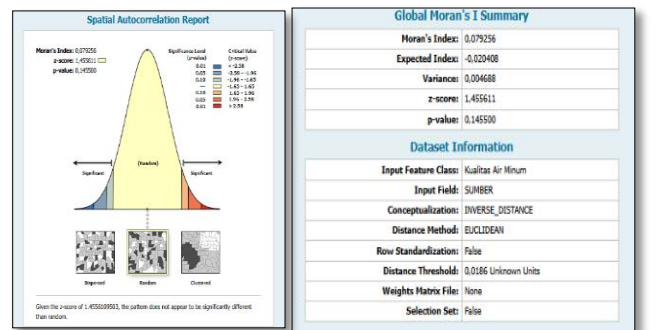 Spatial Autocorrelation Report
Moran's Index: 0,079256
z-score: 1,455611
p-value: 0,145500
Significance Level (p-value)
Critical Value (z-score)
0.01 < -2.58
0.05 -2.58 - -1.96
0.10 -1.96 - -1.65
— -1.65 - 1.65
0.10 1.65 - 1.96
0.05 1.96 - 2.58
0.01 > 2.58
(Random)
Significant
Significant
Dispersed
Random
Clustered
Given the z-score of 1.4556109503, the pattern does not appear to be significantly different than random.
Global Moran's I Summary
Moran's Index: 0,079256
Expected Index: -0,020408
Variance: 0,004688
z-score: 1,455611
p-value: 0,145500
Dataset Information
Input Feature Class: Kualitas Air Minum
Input Field: SUMBER
Conceptualization: INVERSE_DISTANCE
Distance Method: EUCLIDEAN
Row Standardization: False
Distance Threshold: 0,0186 Unknown Units
Weights Matrix File: None
Selection Set: False